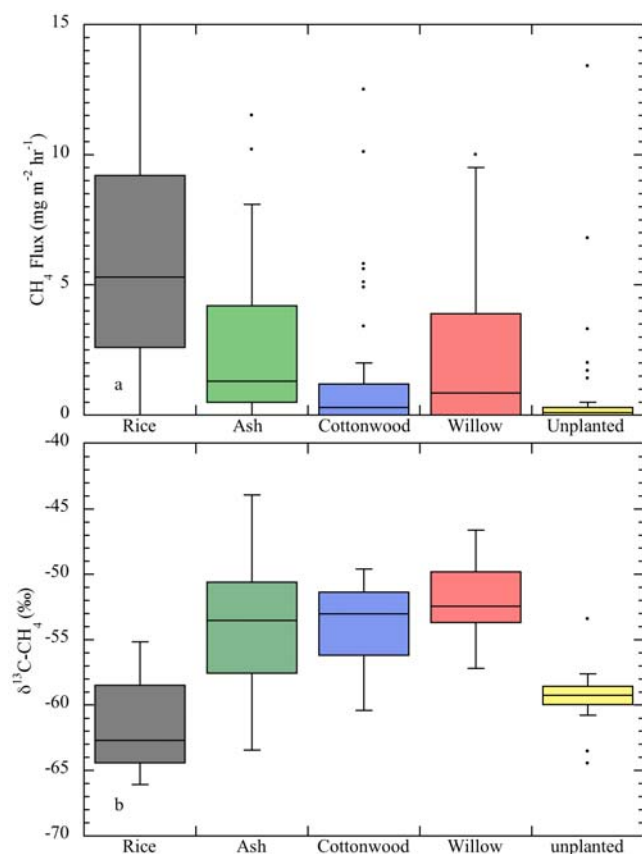 15
10
5
0
CH₄ Flux (mg m⁻² hr⁻¹)
a
Rice Ash Cottonwood Willow Unplanted
-40
-45
-50
-55
-60
-65
-70
δ¹³C-CH₄ (‰)
b
Rice Ash Cottonwood Willow unplanted